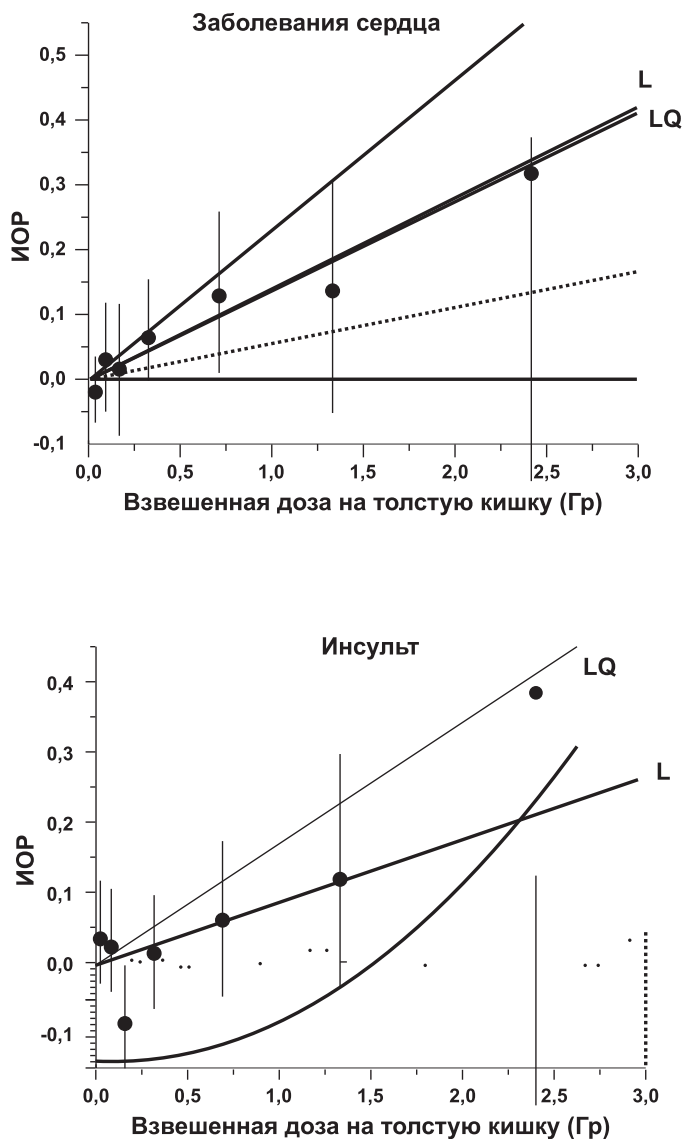 Заболевания сердца
0,5
0,4
0,3
0,2
0,1
0,0
-0,1
ИОР
L
LQ
0,0 0,5 1,0 1,5 2,0 2,5 3,0
Взвешенная доза на толстую кишку (Гр)
Инсульт
0,4
0,3
0,2
0,1
0,0
-0,1
ИОР
LQ
L
0,0 0,5 1,0 1,5 2,0 2,5 3,0
Взвешенная доза на толстую кишку (Гр)